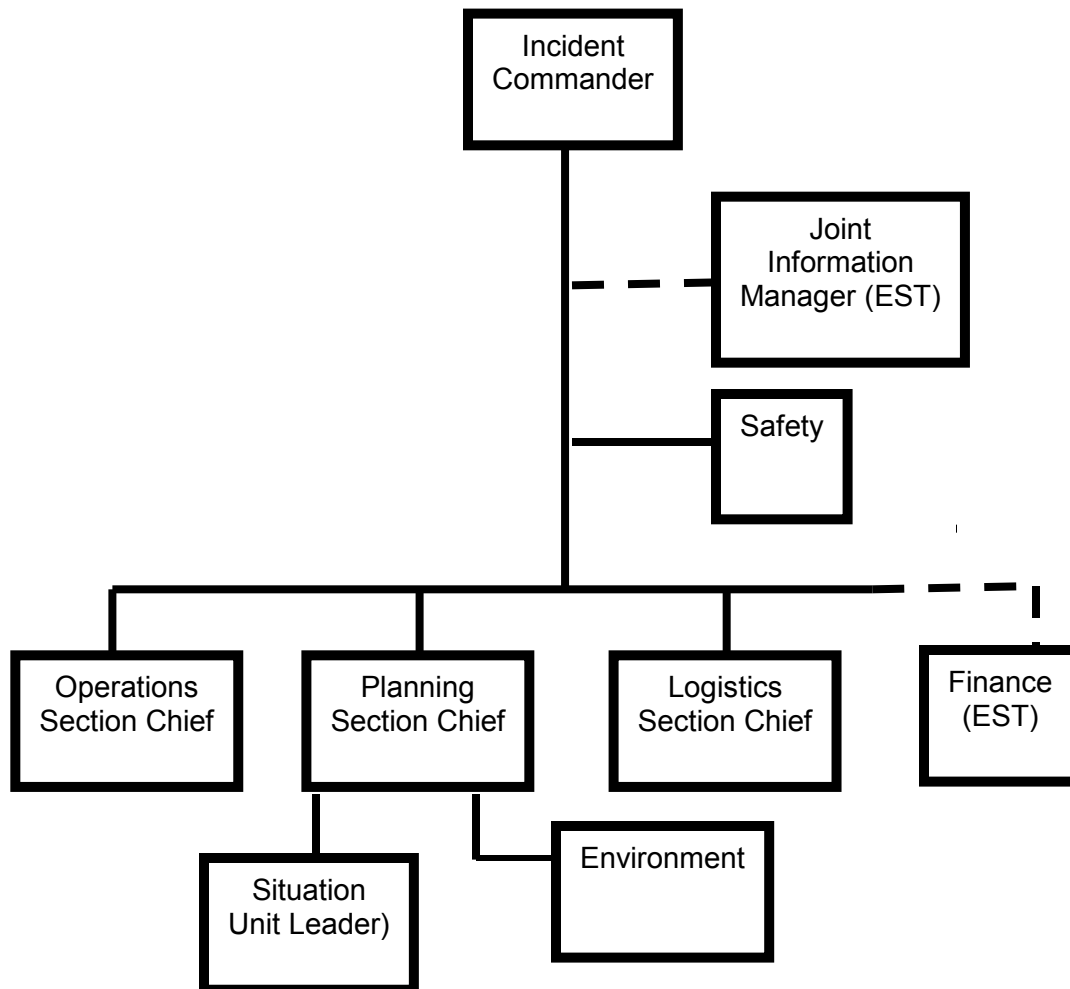 Incident
Commander
Joint
Information
Manager (EST)
Safety
Operations
Section Chief
Planning
Section Chief
Logistics
Section Chief
Finance
(EST)
Situation
Unit Leader)
Environment